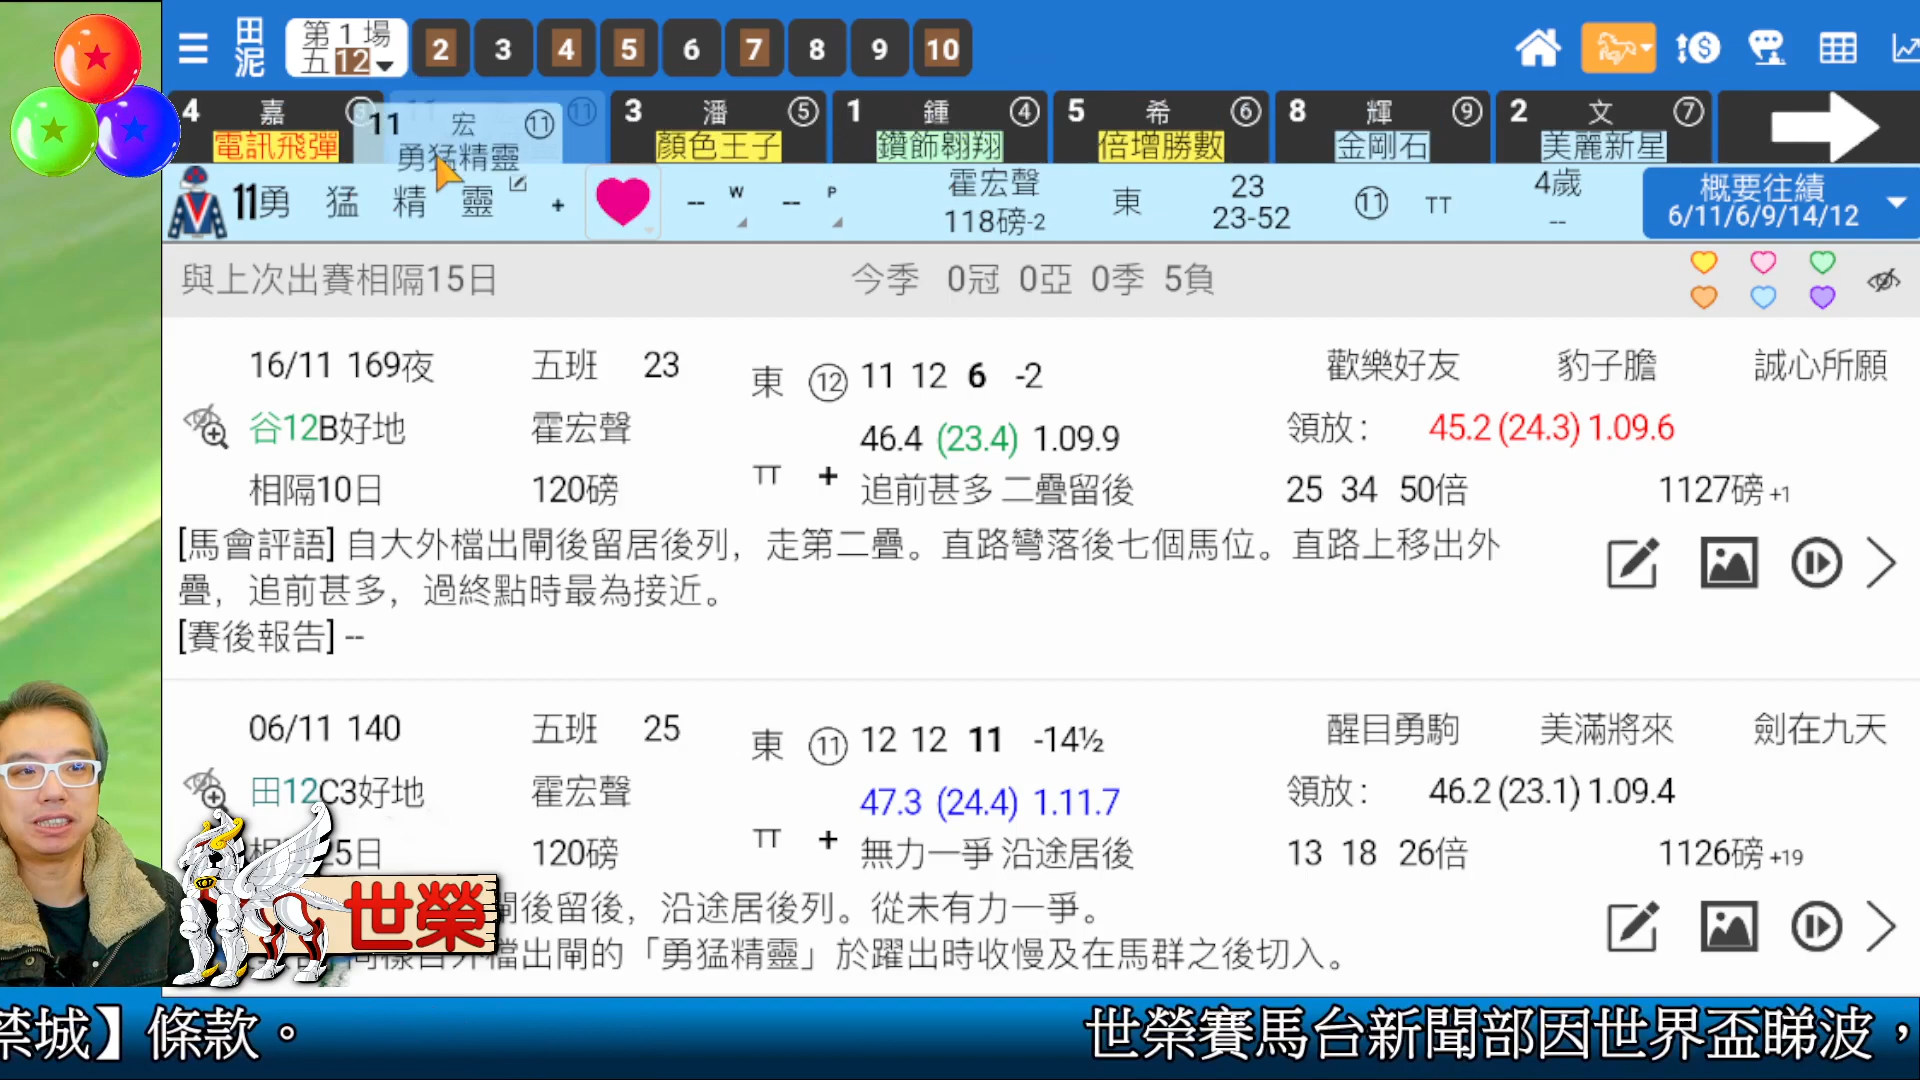 田泥 第1場 五12 2 3 4 5 6 7 8 9 10
4 嘉 電訊飛彈
11 宏 ⑪ 勇猛精靈
3 潘 ⑤ 顏色王子
1 鍾 ④ 鑽飾翱翔
5 希 ⑥ 倍增勝數
8 輝 ⑨ 金剛石
2 文 ⑦ 美麗新星
11勇猛精靈 + -- W -- P 霍宏聲 118磅-2 東 23 23-52 ⑪ TT 4歲 -- 概要往績 6/11/6/9/14/12
與上次出賽相隔15日 今季 0冠 0亞 0季 5負
16/11 169夜 五班 23 東 ⑫ 11 12 6 -2 歡樂好友 豹子膽 誠心所願
谷12B好地 霍宏聲 46.4 (23.4) 1.09.9 領放: 45.2 (24.3) 1.09.6
相隔10日 120磅 TT + 追前甚多 二疊留後 25 34 50倍 1127磅 +1
[馬會評語] 自大外檔出閘後留居後列，走第二疊。直路彎落後七個馬位。直路上移出外
疊，追前甚多，過終點時最為接近。
[賽後報告] --
06/11 140 五班 25 東 ⑪ 12 12 11 -14½ 醒目勇駒 美滿將來 劍在九天
田12C3好地 霍宏聲 47.3 (24.4) 1.11.7 領放: 46.2 (23.1) 1.09.4
5日 120磅 TT + 無力一爭 沿途居後 13 18 26倍 1126磅 +19
閘後留後，沿途居後列。從未有力一爭。
檔出閘的「勇猛精靈」於躍出時收慢及在馬群之後切入。
世榮
禁城】條款。 世榮賽馬台新聞部因世界盃睇波，